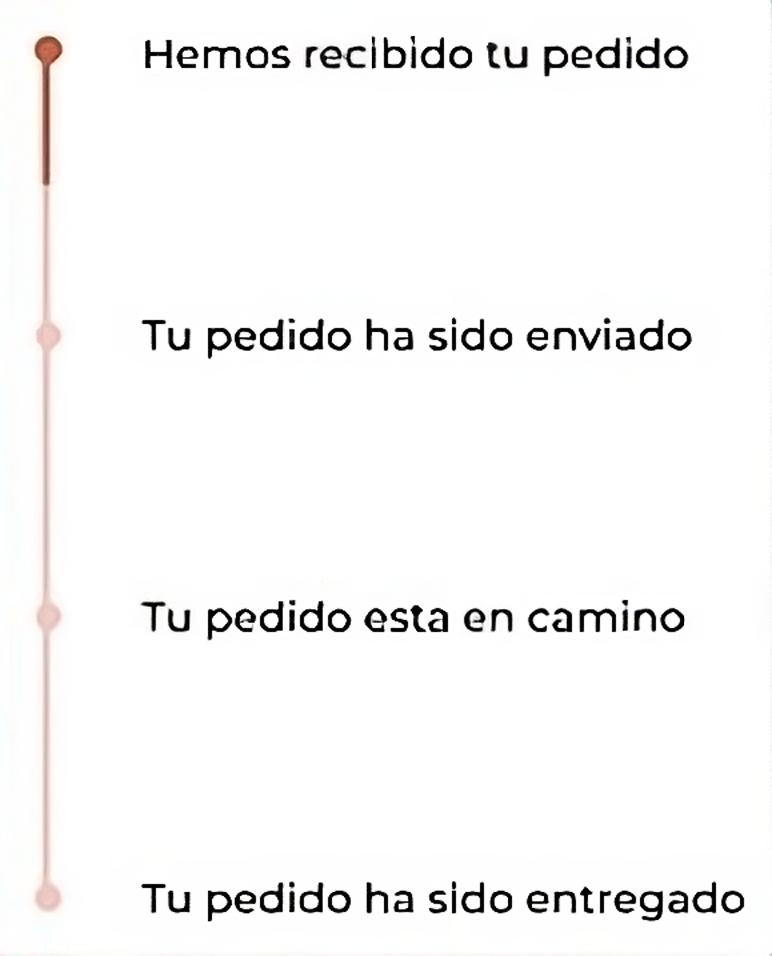 Hemos recibido tu pedido
Tu pedido ha sido enviado
Tu pedido esta en camino
Tu pedido ha sido entregado